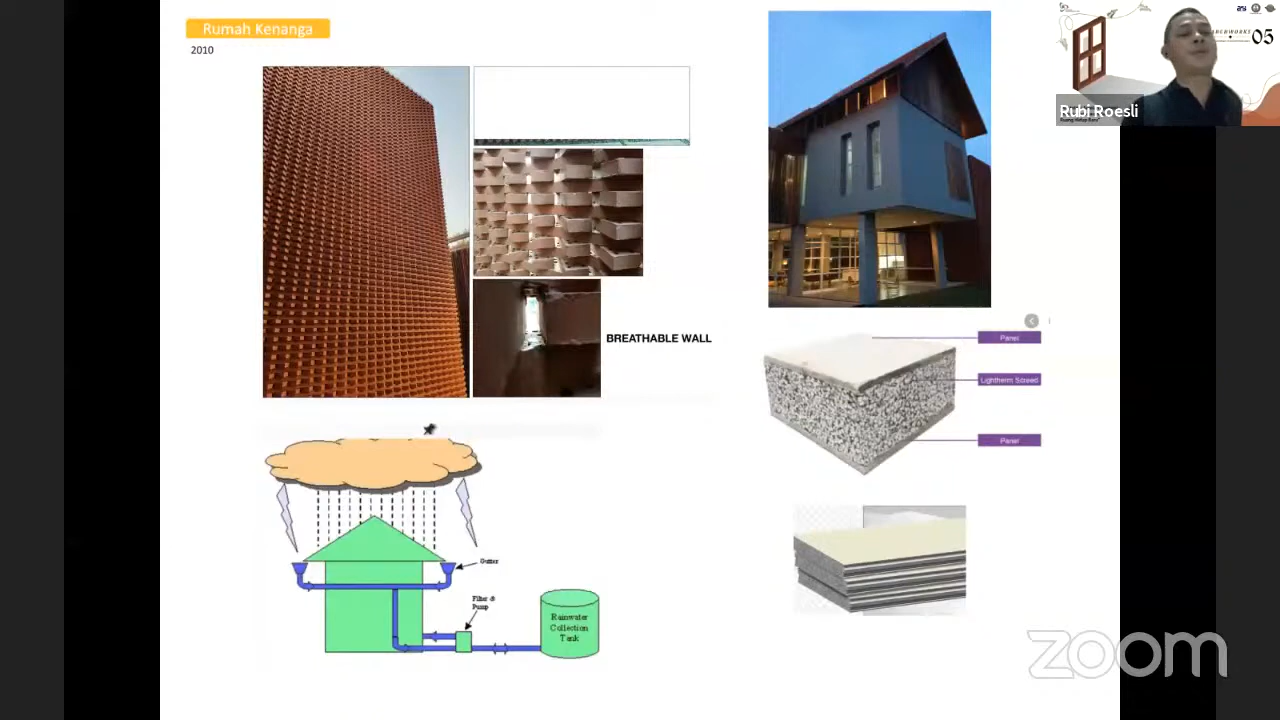 Rumah Kenanga
2010
BREATHABLE WALL
Gutter
Filter &
Pump
Rainwater
Collection
Tank
Panel
Lightherm Screed
Panel
Rubi Roesli
05
zoom